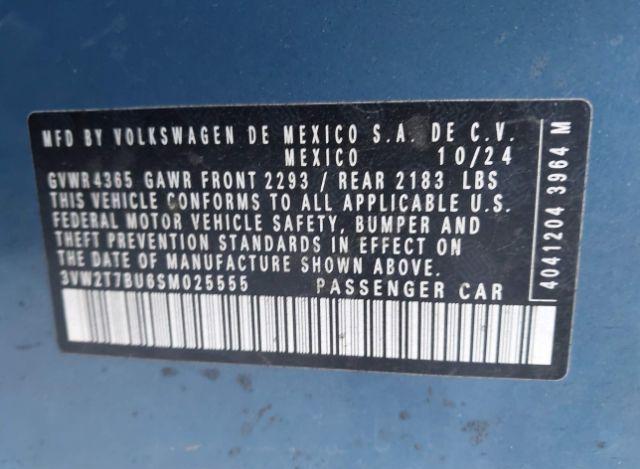 MFD BY VOLKSWAGEN DE MEXICO S.A. DE C.V.
MEXICO 10/24
GVWR 4365 GAWR FRONT 2293 / REAR 2183 LBS
THIS VEHICLE CONFORMS TO ALL APPLICABLE U.S.
FEDERAL MOTOR VEHICLE SAFETY, BUMPER AND
THEFT PREVENTION STANDARDS IN EFFECT ON
THE DATE OF MANUFACTURE SHOWN ABOVE.
3VW2T7BU6SM025555 PASSENGER CAR
4041204 3964 M